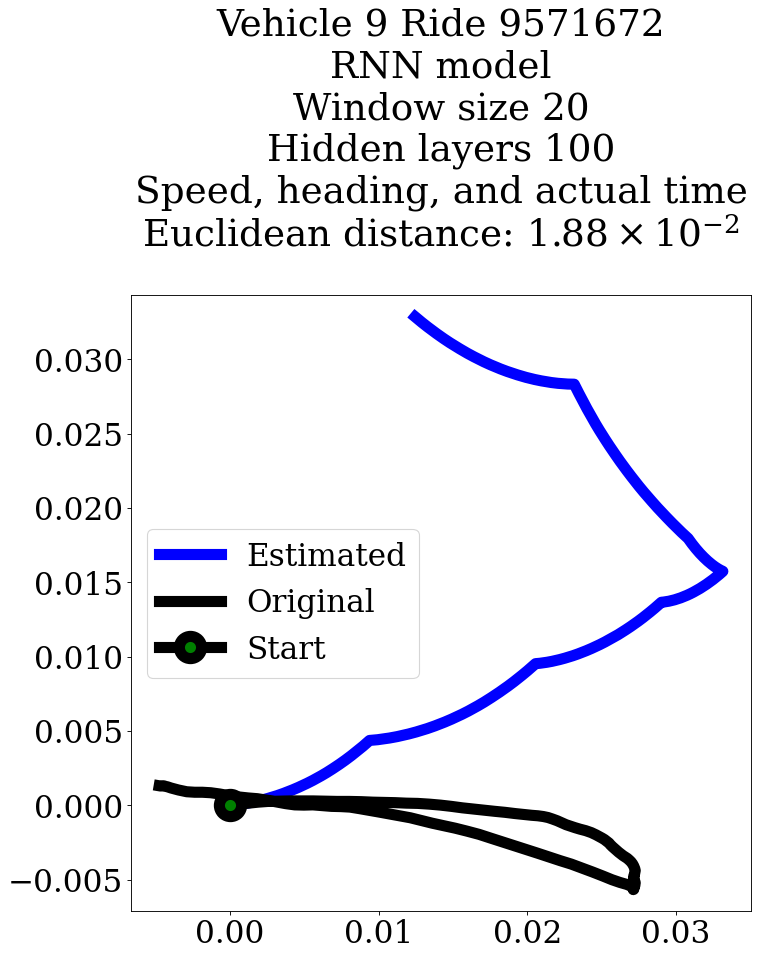 Vehicle 9 Ride 9571672
RNN model
Window size 20
Hidden layers 100
Speed, heading, and actual time
Euclidean distance: 1.88 × 10⁻²
0.030
0.025
0.020
0.015
0.010
0.005
0.000
−0.005
Estimated
Original
Start
0.00 0.01 0.02 0.03